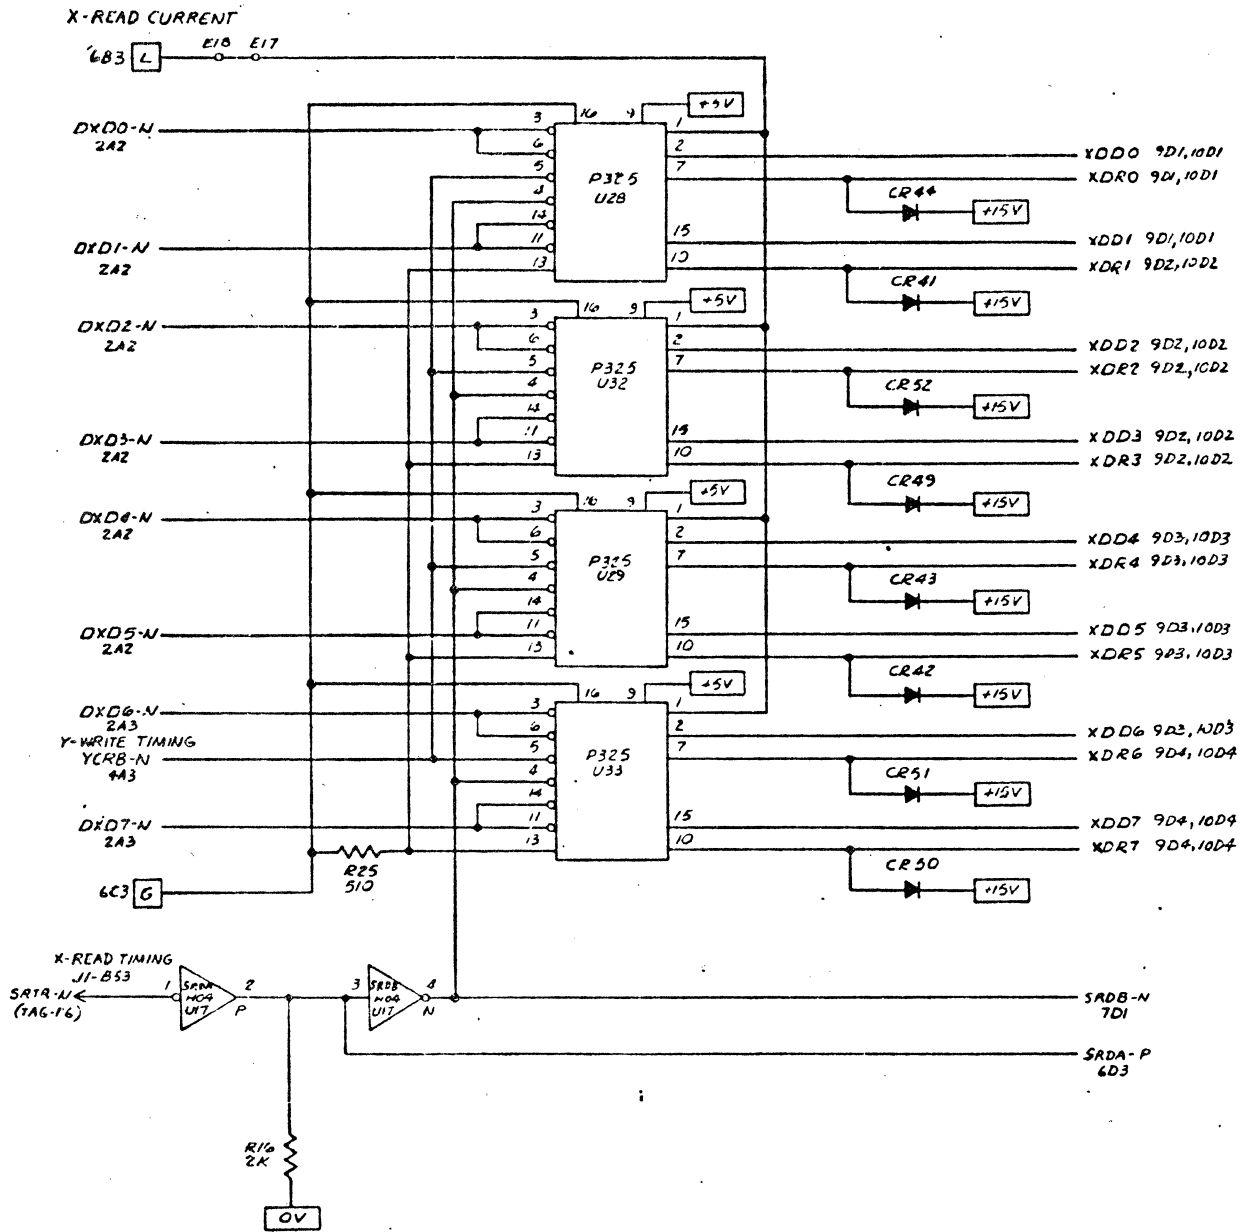 X-READ CURRENT
6B3 L E18 E17
16 9 +5V
DXD0-N 3 1
2A2 6 2 XDD0 9D1,10D1
5 P325 7 XDR0 9D1,10D1
4 U28 CR44
14 +15V
DXD1-N 11 15 XDD1 9D1,10D1
2A2 13 10 XDR1 9D2,10D2
CR41
16 9 +5V +15V
DXD2-N 3 1
2A2 6 2 XDD2 9D2,10D2
5 P325 7 XDR2 9D2,10D2
4 U32 CR52
14 +15V
DXD3-N 11 15 XDD3 9D2,10D2
2A2 13 10 XDR3 9D2,10D2
CR49
16 9 +5V +15V
DXD4-N 3 1
2A2 6 2 XDD4 9D3,10D3
5 P325 7 XDR4 9D3,10D3
4 U29 CR43
14 +15V
DXD5-N 11 15 XDD5 9D3,10D3
2A2 13 10 XDR5 9D3,10D3
CR42
16 9 +5V +15V
DXD6-N 3 1
2A3 6 2 XDD6 9D3,10D3
Y-WRITE TIMING
YCRB-N 5 P325 7 XDR6 9D4,10D4
4A3 4 U33 CR51
14 +15V
DXD7-N 11 15 XDD7 9D4,10D4
2A3 13 10 XDR7 9D4,10D4
R25
510
CR50
6C3 G +15V
X-READ TIMING
J1-B53
SRTR-N 1 SRDA 2 3 SRDB 4 SRDB-N
(TAG-F6) H04 P H04 N 7D1
U17 U17
SRDA-P
6D3
R16
2K
0V